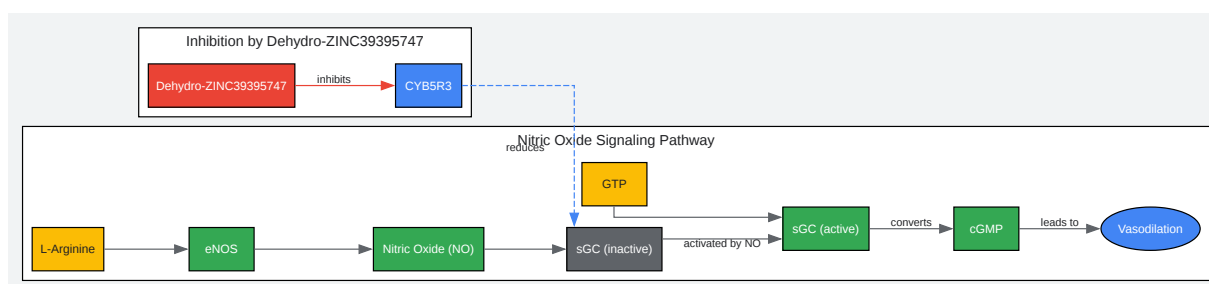 Inhibition by Dehydro-ZINC39395747
Dehydro-ZINC39395747
inhibits
CYB5R3
Nitric Oxide Signaling Pathway
reduces
GTP
L-Arginine
eNOS
Nitric Oxide (NO)
sGC (inactive)
activated by NO
sGC (active)
converts
cGMP
leads to
Vasodilation